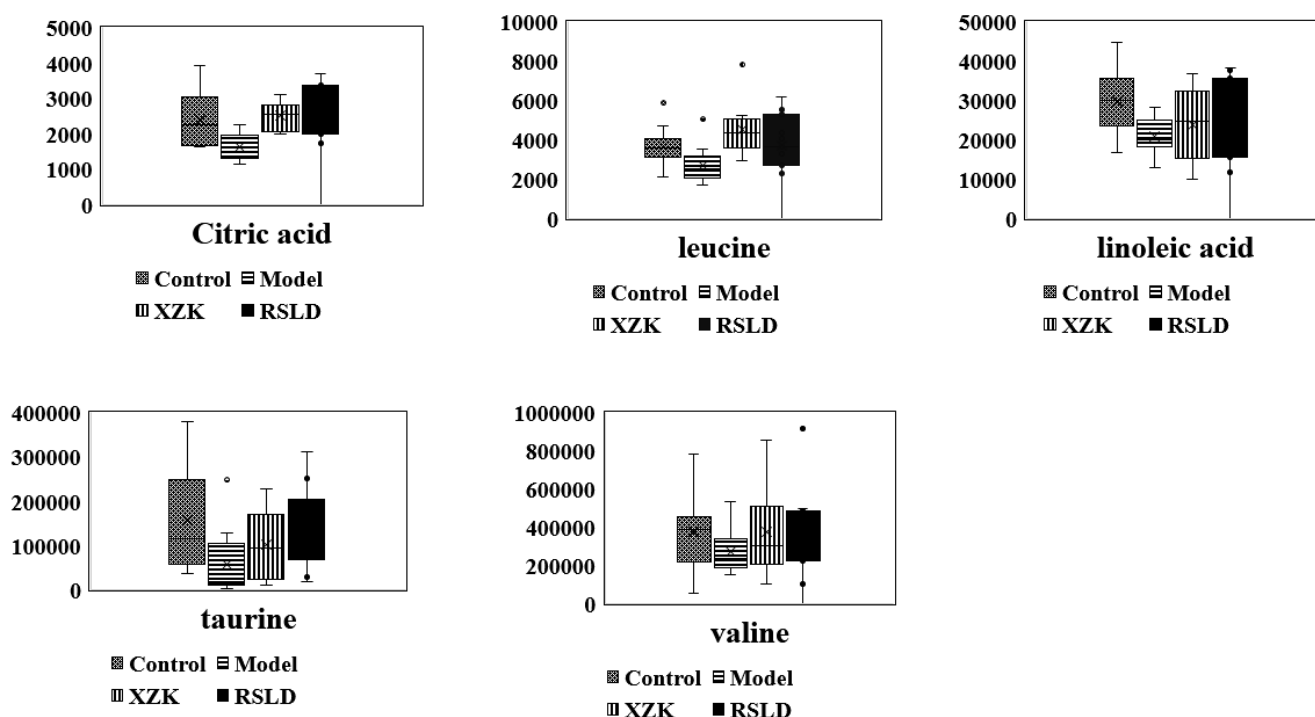 5000
4000
3000
2000
1000
0
Citric acid
Control Model
XZK RSLD
10000
8000
6000
4000
2000
0
leucine
Control Model
XZK RSLD
50000
40000
30000
20000
10000
0
linoleic acid
Control Model
XZK RSLD
400000
300000
200000
100000
0
taurine
Control Model
XZK RSLD
1000000
800000
600000
400000
200000
0
valine
Control Model
XZK RSLD